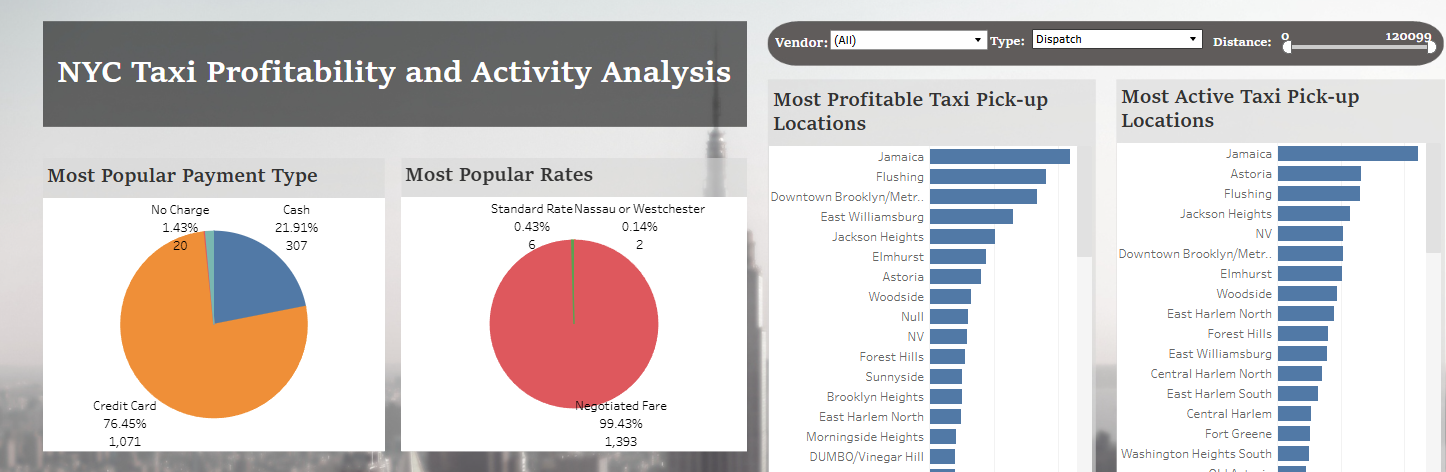 NYC Taxi Profitability and Activity Analysis
Vendor: (All) Type: Dispatch Distance: 0 120099
Most Popular Payment Type
No Charge
1.43%
20
Cash
21.91%
307
Credit Card
76.45%
1,071
Most Popular Rates
Standard Rate
0.43%
6
Nassau or Westchester
0.14%
2
Negotiated Fare
99.43%
1,393
Most Profitable Taxi Pick-up
Locations
Jamaica
Flushing
Downtown Brooklyn/Metr..
East Williamsburg
Jackson Heights
Elmhurst
Astoria
Woodside
Null
NV
Forest Hills
Sunnyside
Brooklyn Heights
East Harlem North
Morningside Heights
DUMBO/Vinegar Hill
Most Active Taxi Pick-up
Locations
Jamaica
Astoria
Flushing
Jackson Heights
NV
Downtown Brooklyn/Metr..
Elmhurst
Woodside
East Harlem North
Forest Hills
East Williamsburg
Central Harlem North
East Harlem South
Central Harlem
Fort Greene
Washington Heights South